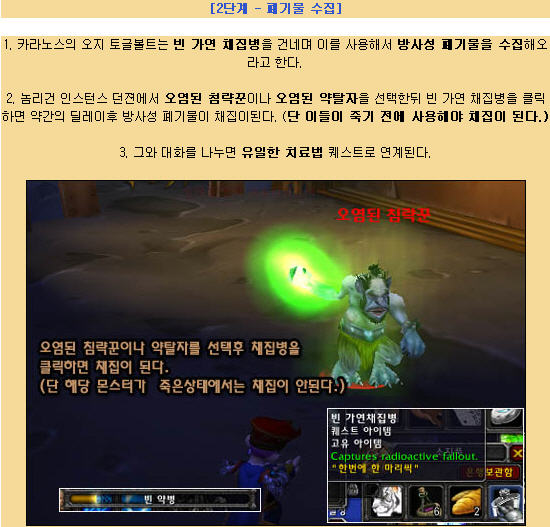 [2단계 - 폐기물 수집]
1. 카라노스의 오지 토글볼트는 빈 가연 채집병을 건네며 이를 사용해서 방사성 폐기물을 수집해오
라고 한다.
2. 놈리건 인스턴스 던젼에서 오염된 침략꾼이나 오염된 약탈자을 선택한뒤 빈 가연 채집병을 클릭
하면 약간의 딜레이후 방사성 폐기물이 채집이된다. (단 이들이 죽기 전에 사용해야 채집이 된다.)
3. 그와 대화를 나누면 유일한 치료법 퀘스트로 연계된다.
오염된 침략꾼
오염된 침략꾼이나 약탈자를 선택후 채집병을
클릭하면 채집이 된다.
(단 해당 몬스터가 죽은상태에서는 채집이 안된다.)
빈 가연채집병
퀘스트 아이템
고유 아이템
Captures radioactive fallout.
"한번에 한 마리씩"
은행보관함
빈 약병
6
2